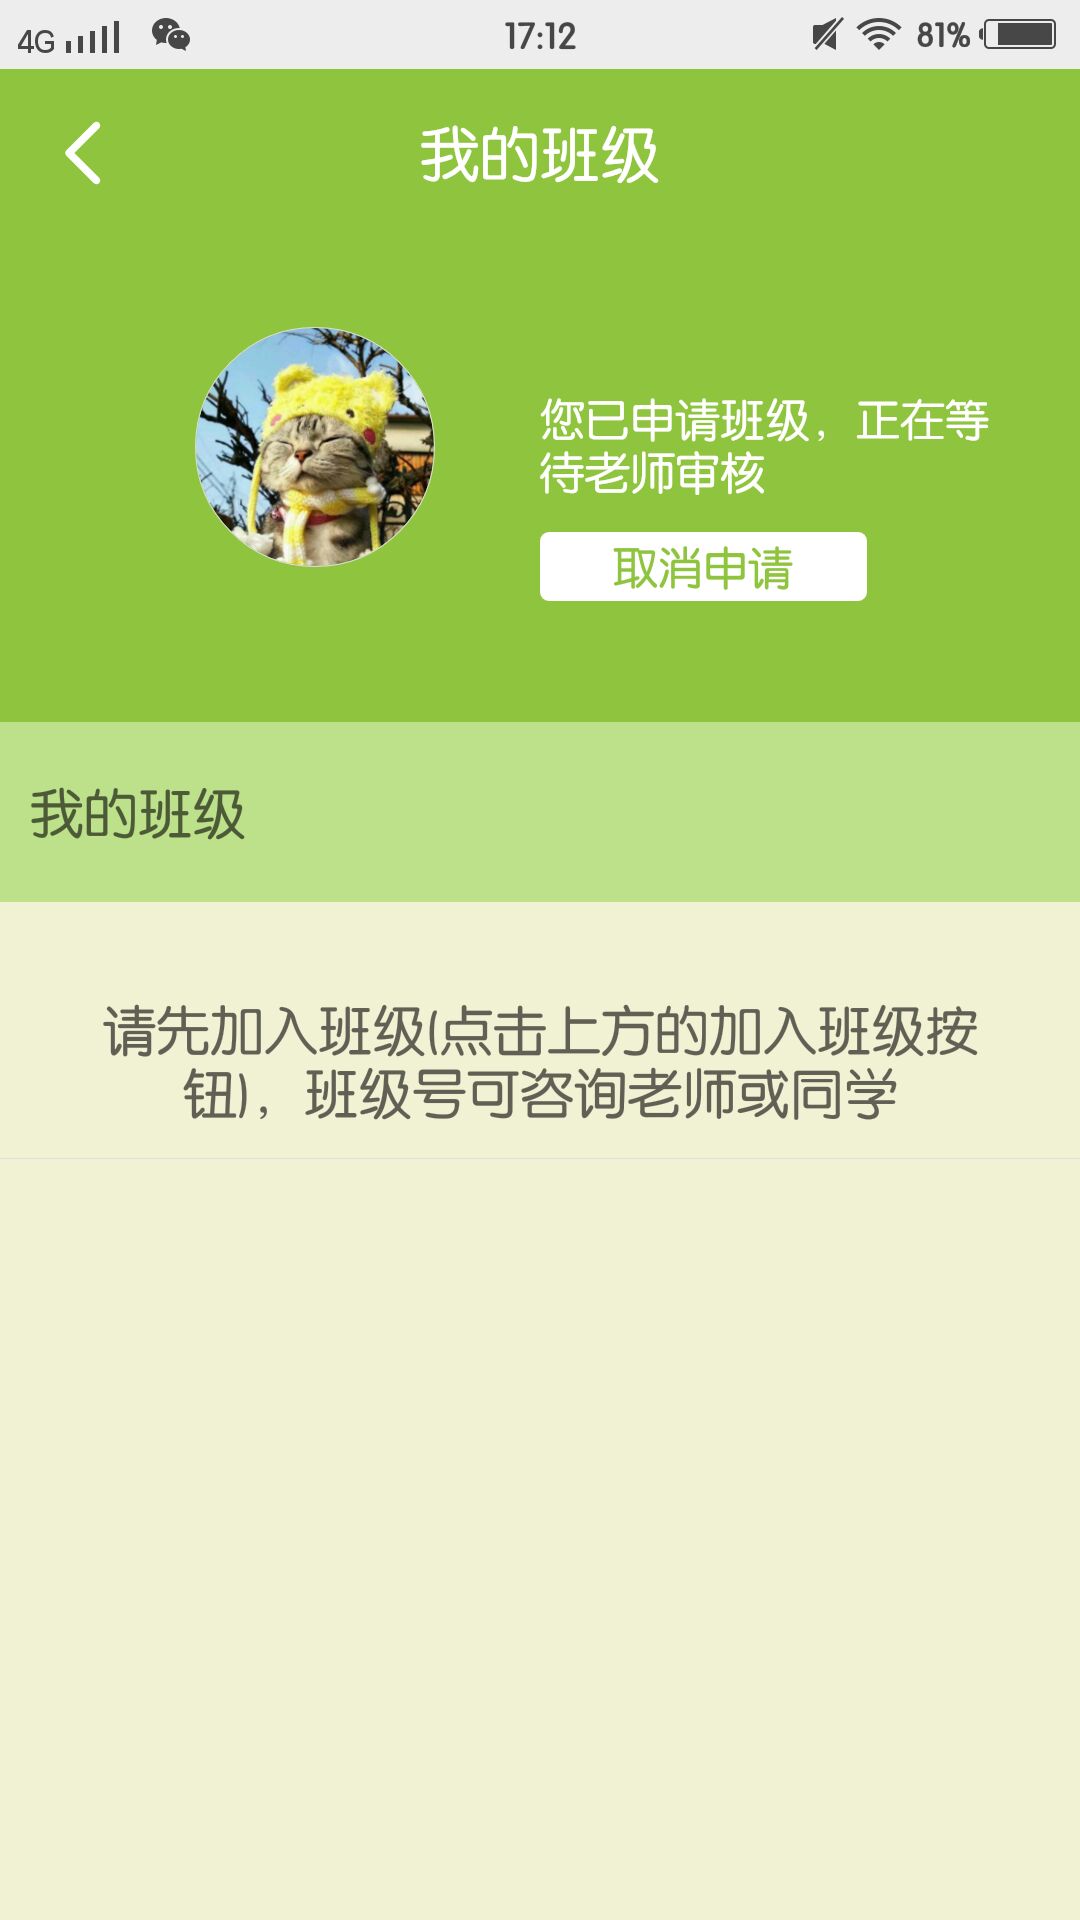 4G 17:12 81%
我的班级
您已申请班级，正在等
待老师审核
取消申请
我的班级
请先加入班级(点击上方的加入班级按
钮)，班级号可咨询老师或同学